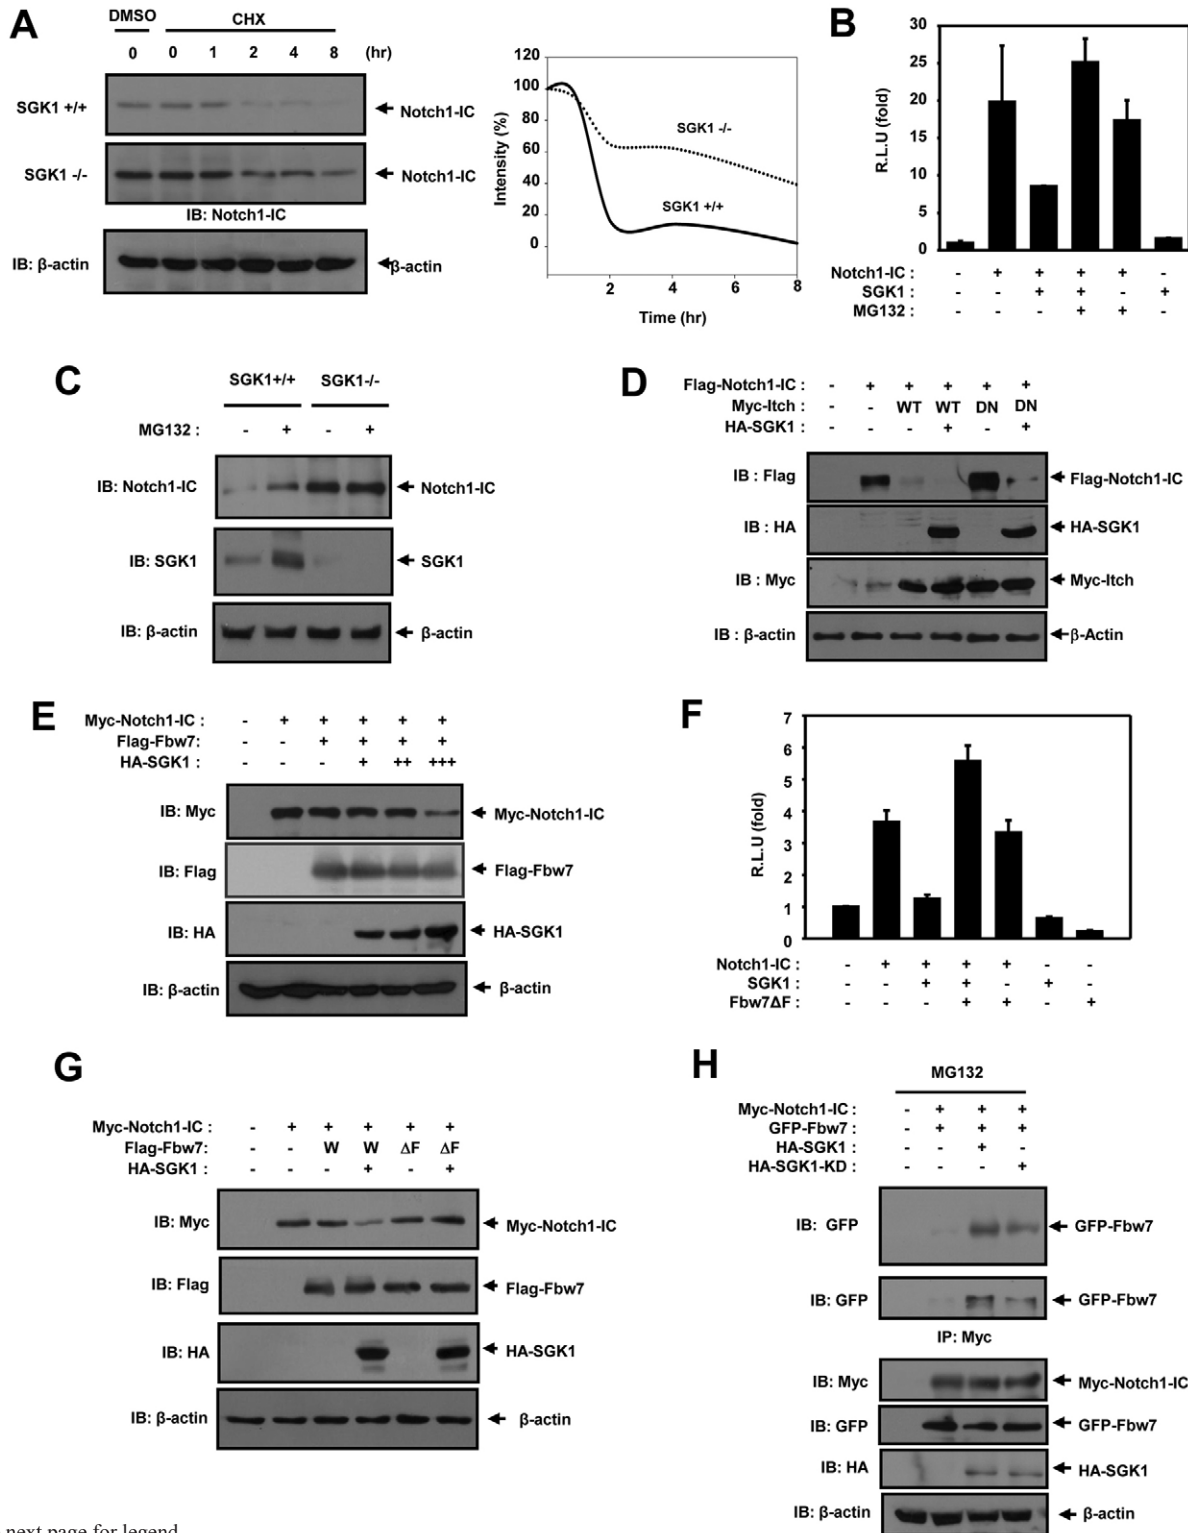 A
DMSO CHX
0 0 1 2 4 8 (hr)
SGK1 +/+ Notch1-IC
SGK1 -/- Notch1-IC
IB: Notch1-IC
IB: β-actin β-actin
Intensity (%)
120
100
80
60
40
20
0
SGK1 -/-
SGK1 +/+
2 4 6 8
Time (hr)
B
R.L.U (fold)
30
25
20
15
10
5
0
Notch1-IC : - + + + + -
SGK1 : - - + + - +
MG132 : - - - + + -
C
SGK1+/+ SGK1-/-
MG132 : - + - +
IB: Notch1-IC Notch1-IC
IB: SGK1 SGK1
IB: β-actin β-actin
D
Flag-Notch1-IC : - + + + + +
Myc-Itch : - - WT WT DN DN
HA-SGK1 : - - - + - +
IB : Flag Flag-Notch1-IC
IB : HA HA-SGK1
IB : Myc Myc-Itch
IB : β-actin β-Actin
E
Myc-Notch1-IC : - + + + + +
Flag-Fbw7: - - + + + +
HA-SGK1 : - - - + ++ +++
IB: Myc Myc-Notch1-IC
IB: Flag Flag-Fbw7
IB: HA HA-SGK1
IB: β-actin β-actin
F
R.L.U (fold)
7
6
5
4
3
2
1
0
Notch1-IC : - + + + + - -
SGK1 : - - + + - + -
Fbw7ΔF : - - - + + - +
G
Myc-Notch1-IC : - + + + + +
Flag-Fbw7: - - W W ΔF ΔF
HA-SGK1 : - - - + - +
IB: Myc Myc-Notch1-IC
IB: Flag Flag-Fbw7
IB: HA HA-SGK1
IB: β-actin β-actin
H
MG132
Myc-Notch1-IC : - + + +
GFP-Fbw7 : - + + +
HA-SGK1 : - - + -
HA-SGK1-KD : - - - +
IB: GFP GFP-Fbw7
IB: GFP GFP-Fbw7
IP: Myc
IB: Myc Myc-Notch1-IC
IB: GFP GFP-Fbw7
IB: HA HA-SGK1
IB: β-actin β-actin
next page for legend